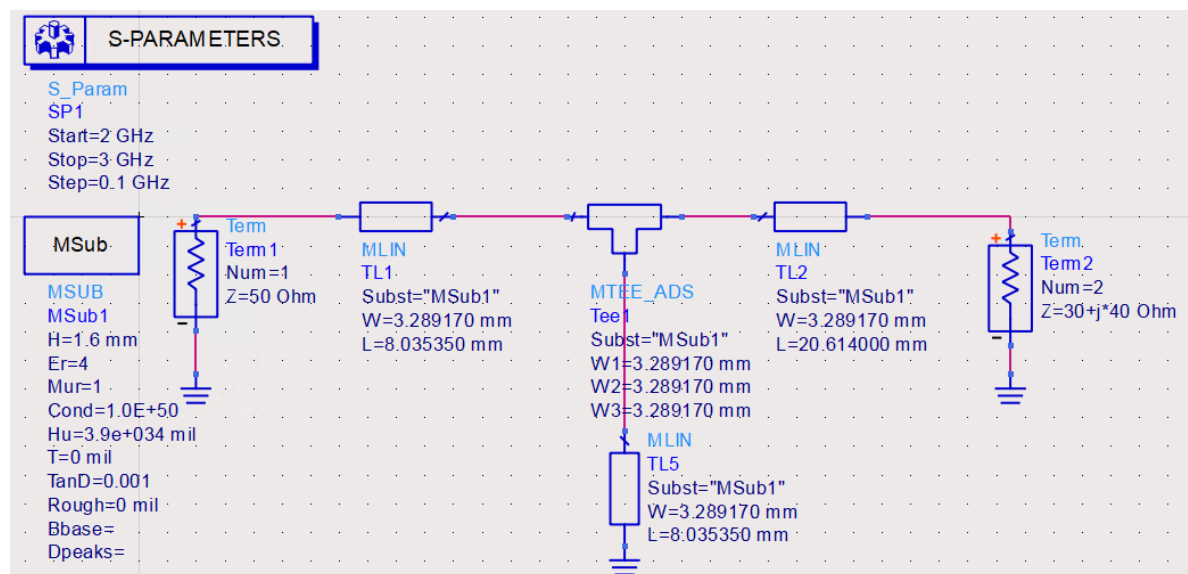 S-PARAMETERS
S_Param
SP1
Start=2 GHz
Stop=3 GHz
Step=0.1 GHz
MSub
MSUB
MSub1
H=1.6 mm
Er=4
Mur=1
Cond=1.0E+50
Hu=3.9e+034 mil
T=0 mil
TanD=0.001
Rough=0 mil
Bbase=
Dpeaks=
+
Term
Term1
Num=1
Z=50 Ohm
-
MLIN
TL1
Subst="MSub1"
W=3.289170 mm
L=8.035350 mm
MTEE_ADS
Tee1
Subst="MSub1"
W1=3.289170 mm
W2=3.289170 mm
W3=3.289170 mm
MLIN
TL5
Subst="MSub1"
W=3.289170 mm
L=8.035350 mm
MLIN
TL2
Subst="MSub1"
W=3.289170 mm
L=20.614000 mm
+
Term
Term2
Num=2
Z=30+j*40 Ohm
-